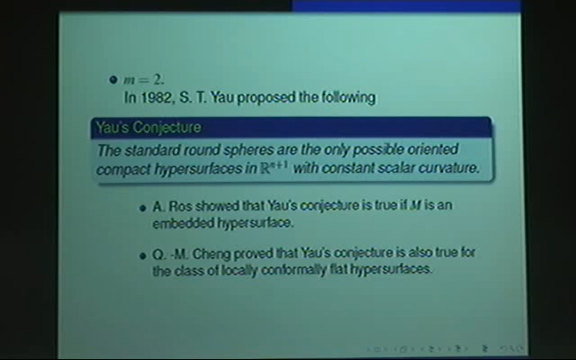 m = 2.
In 1982, S. T. Yau proposed the following
Yau's Conjecture
The standard round spheres are the only possible oriented
compact hypersurfaces in ℝⁿ⁺¹ with constant scalar curvature.
A. Ros showed that Yau's conjecture is true if M is an
embedded hypersurface.
Q. -M. Cheng proved that Yau's conjecture is also true for
the class of locally conformally flat hypersurfaces.